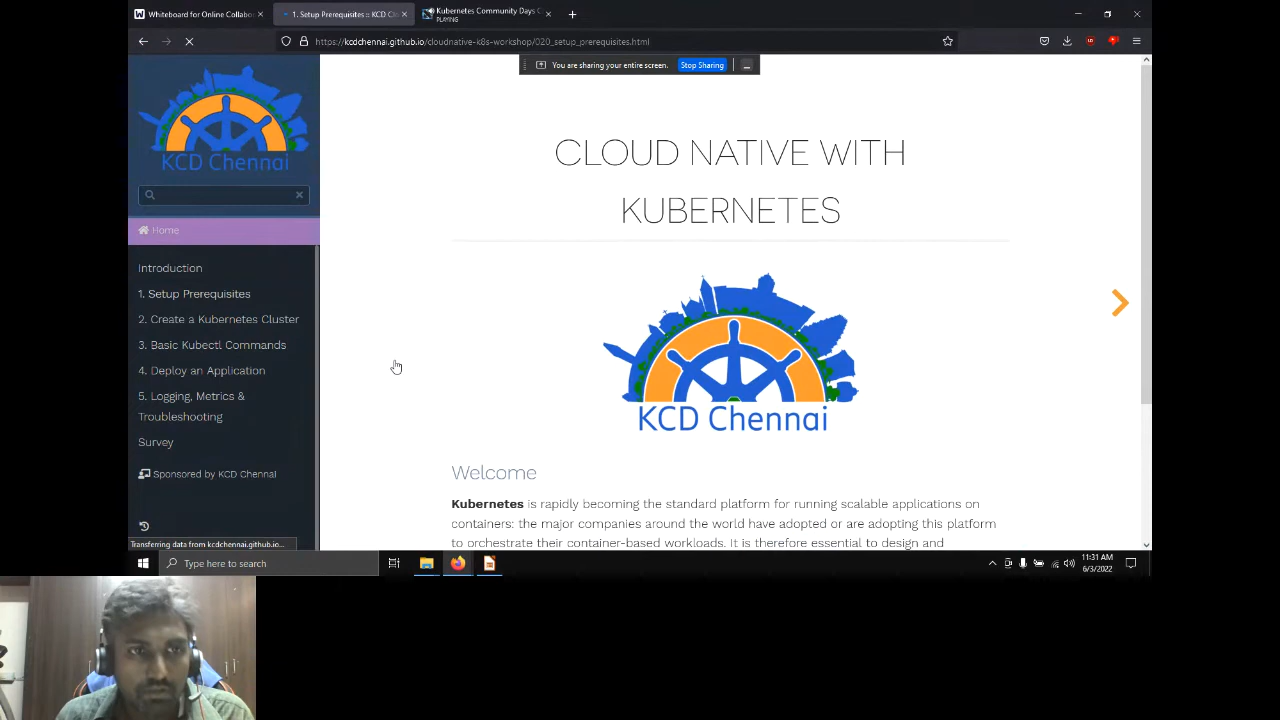 Whiteboard for Online Collabo
1. Setup Prerequisites :: KCD Ch
Kubernetes Community Days C
PLAYING
https://kcdchennai.github.io/cloudnative-k8s-workshop/020_setup_prerequisites.html
You are sharing your entire screen.
Stop Sharing
KCD Chennai
Home
Introduction
1. Setup Prerequisites
2. Create a Kubernetes Cluster
3. Basic Kubectl Commands
4. Deploy an Application
5. Logging, Metrics &
Troubleshooting
Survey
Sponsored by KCD Chennai
Transferring data from kcdchennai.github.io...
CLOUD NATIVE WITH
KUBERNETES
KCD Chennai
Welcome
Kubernetes is rapidly becoming the standard platform for running scalable applications on
containers: the major companies around the world have adopted or are adopting this platform
to orchestrate their container-based workloads. It is therefore essential to design and
Type here to search
11:31 AM
6/3/2022